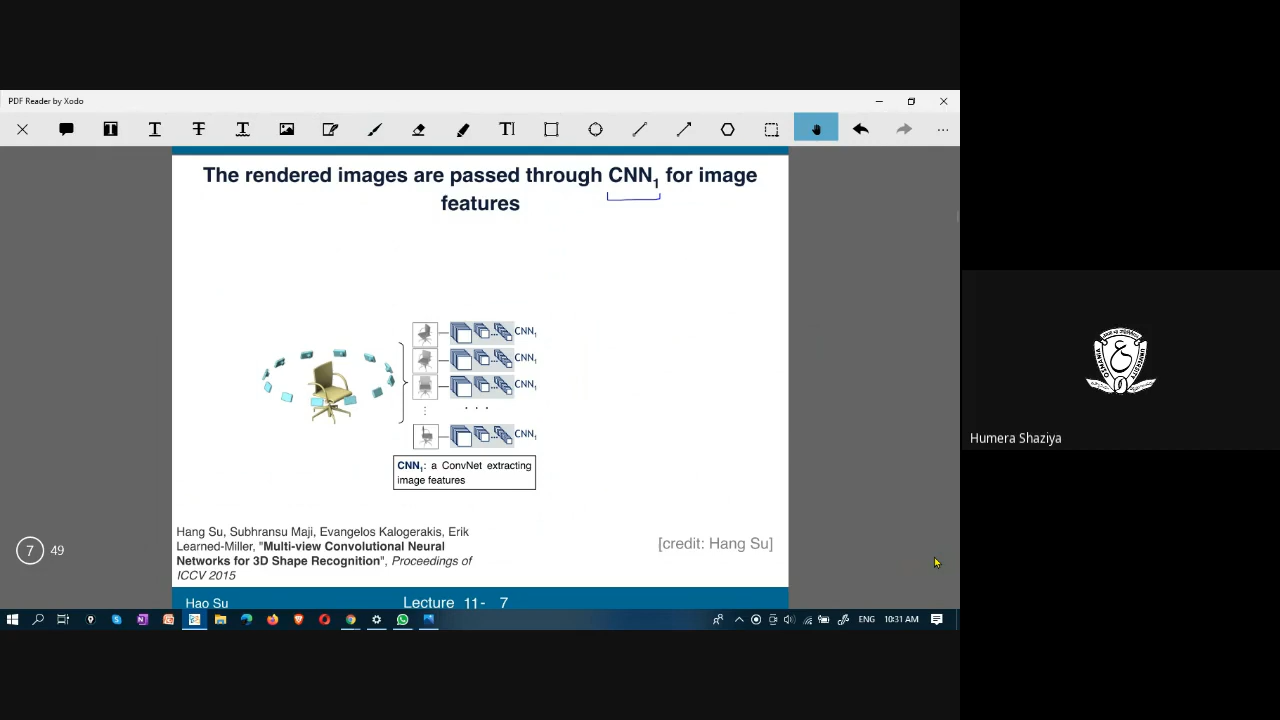 PDF Reader by Xodo
The rendered images are passed through CNN1 for image
features
CNN1
CNN1
CNN1
...
CNN1
CNN1: a ConvNet extracting
image features
Hang Su, Subhransu Maji, Evangelos Kalogerakis, Erik
Learned-Miller, "Multi-view Convolutional Neural
Networks for 3D Shape Recognition", Proceedings of
ICCV 2015
[credit: Hang Su]
7 49
Hao Su Lecture 11- 7
ENG 10:31 AM
Humera Shaziya